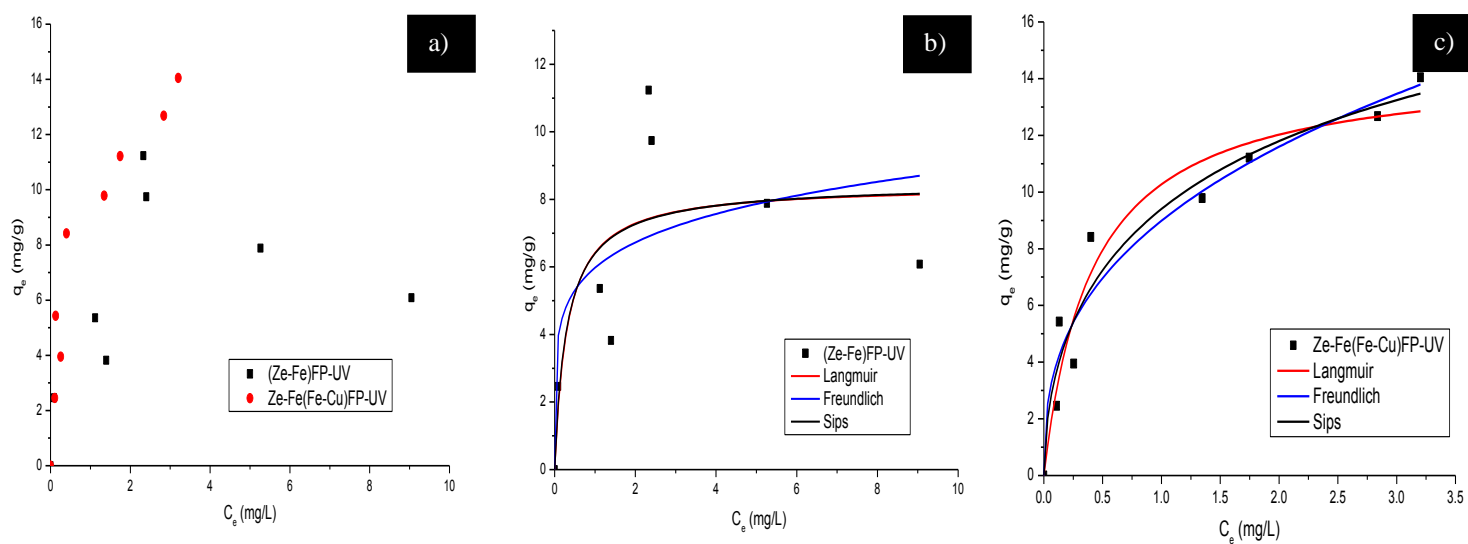 a)
16
14
12
10
8
6
4
2
0
q_e (mg/g)
(Ze-Fe)FP-UV
Ze-Fe(Fe-Cu)FP-UV
0 2 4 6 8 10
C_e (mg/L)
b)
12
10
8
6
4
2
0
q_e (mg/g)
(Ze-Fe)FP-UV
Langmuir
Freundlich
Sips
0 2 4 6 8 10
C_e (mg/L)
c)
16
14
12
10
8
6
4
2
0
q_e (mg/g)
Ze-Fe(Fe-Cu)FP-UV
Langmuir
Freundlich
Sips
0.0 0.5 1.0 1.5 2.0 2.5 3.0 3.5
C_e (mg/L)